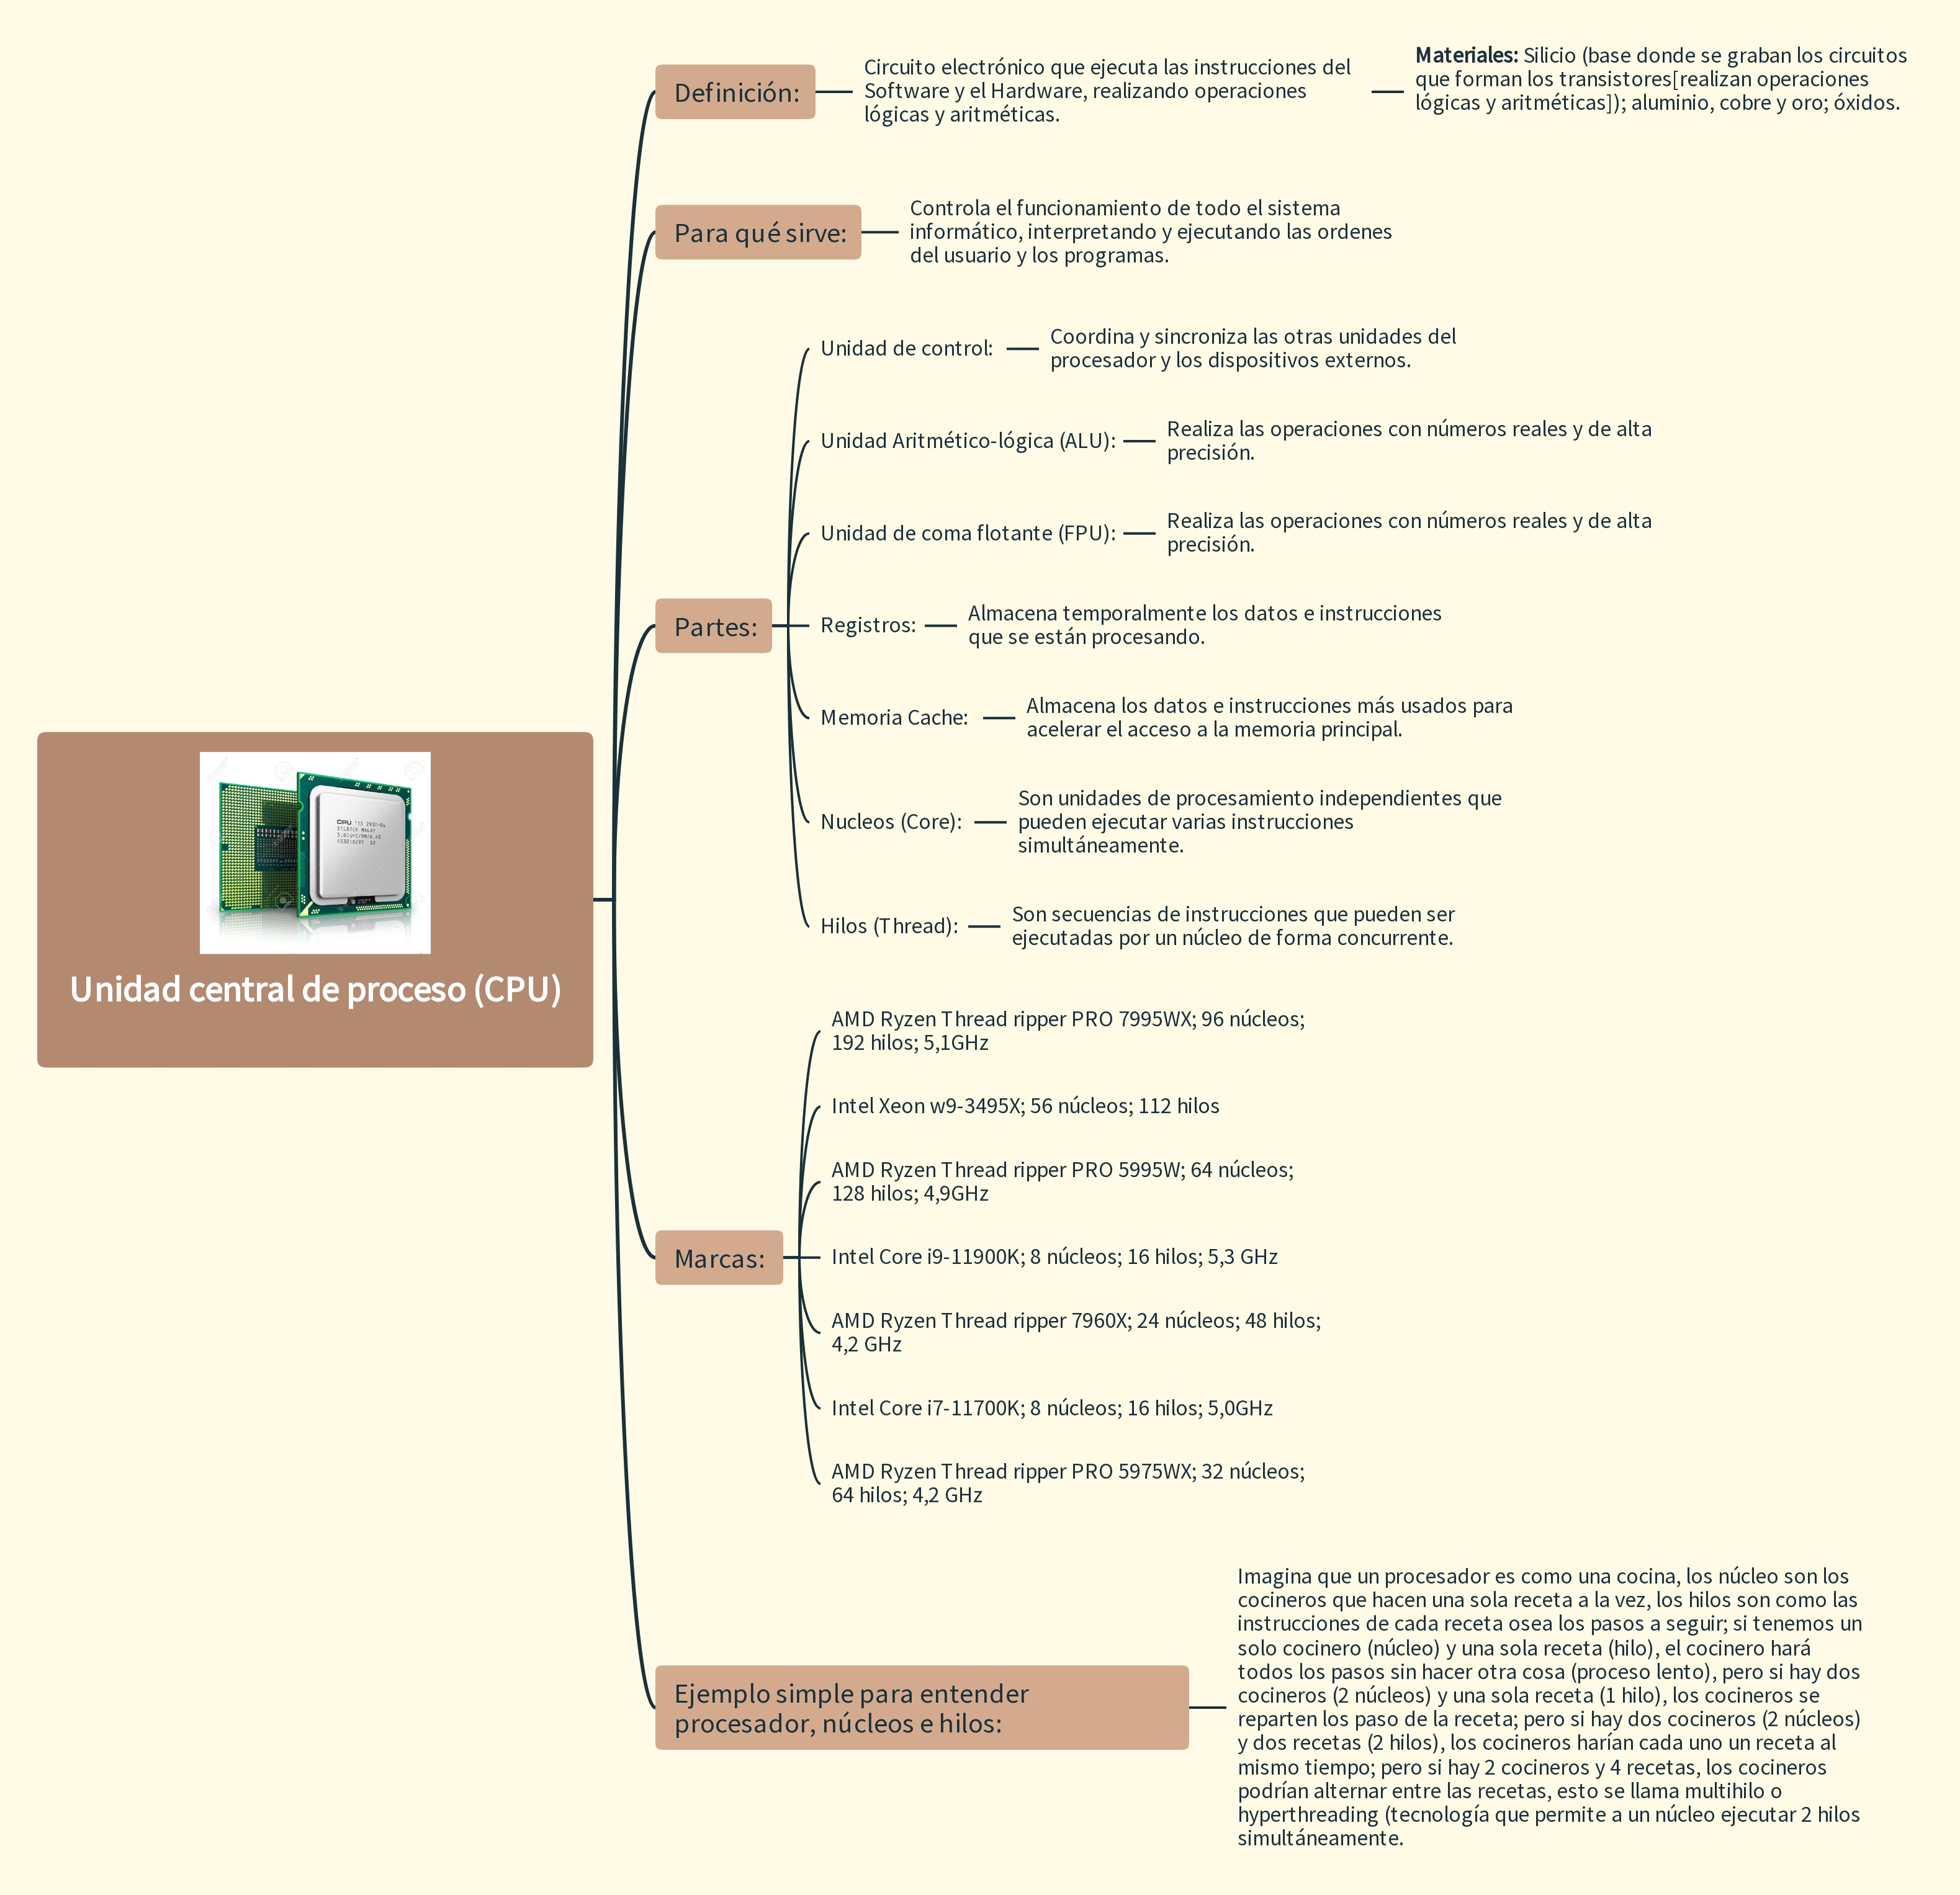 Definición:
Circuito electrónico que ejecuta las instrucciones del
Software y el Hardware, realizando operaciones
lógicas y aritméticas.
Materiales: Silicio (base donde se graban los circuitos
que forman los transistores[realizan operaciones
lógicas y aritméticas]); aluminio, cobre y oro; óxidos.
Para qué sirve:
Controla el funcionamiento de todo el sistema
informático, interpretando y ejecutando las ordenes
del usuario y los programas.
Partes:
Unidad de control:
Coordina y sincroniza las otras unidades del
procesador y los dispositivos externos.
Unidad Aritmético-lógica (ALU):
Realiza las operaciones con números reales y de alta
precisión.
Unidad de coma flotante (FPU):
Realiza las operaciones con números reales y de alta
precisión.
Registros:
Almacena temporalmente los datos e instrucciones
que se están procesando.
Memoria Cache:
Almacena los datos e instrucciones más usados para
acelerar el acceso a la memoria principal.
Nucleos (Core):
Son unidades de procesamiento independientes que
pueden ejecutar varias instrucciones
simultáneamente.
Hilos (Thread):
Son secuencias de instrucciones que pueden ser
ejecutadas por un núcleo de forma concurrente.
CPU
Unidad central de proceso (CPU)
Marcas:
AMD Ryzen Thread ripper PRO 7995WX; 96 núcleos;
192 hilos; 5,1GHz
Intel Xeon w9-3495X; 56 núcleos; 112 hilos
AMD Ryzen Thread ripper PRO 5995W; 64 núcleos;
128 hilos; 4,9GHz
Intel Core i9-11900K; 8 núcleos; 16 hilos; 5,3 GHz
AMD Ryzen Thread ripper 7960X; 24 núcleos; 48 hilos;
4,2 GHz
Intel Core i7-11700K; 8 núcleos; 16 hilos; 5,0GHz
AMD Ryzen Thread ripper PRO 5975WX; 32 núcleos;
64 hilos; 4,2 GHz
Ejemplo simple para entender
procesador, núcleos e hilos:
Imagina que un procesador es como una cocina, los núcleo son los
cocineros que hacen una sola receta a la vez, los hilos son como las
instrucciones de cada receta osea los pasos a seguir; si tenemos un
solo cocinero (núcleo) y una sola receta (hilo), el cocinero hará
todos los pasos sin hacer otra cosa (proceso lento), pero si hay dos
cocineros (2 núcleos) y una sola receta (1 hilo), los cocineros se
reparten los paso de la receta; pero si hay dos cocineros (2 núcleos)
y dos recetas (2 hilos), los cocineros harían cada uno un receta al
mismo tiempo; pero si hay 2 cocineros y 4 recetas, los cocineros
podrían alternar entre las recetas, esto se llama multihilo o
hyperthreading (tecnología que permite a un núcleo ejecutar 2 hilos
simultáneamente.